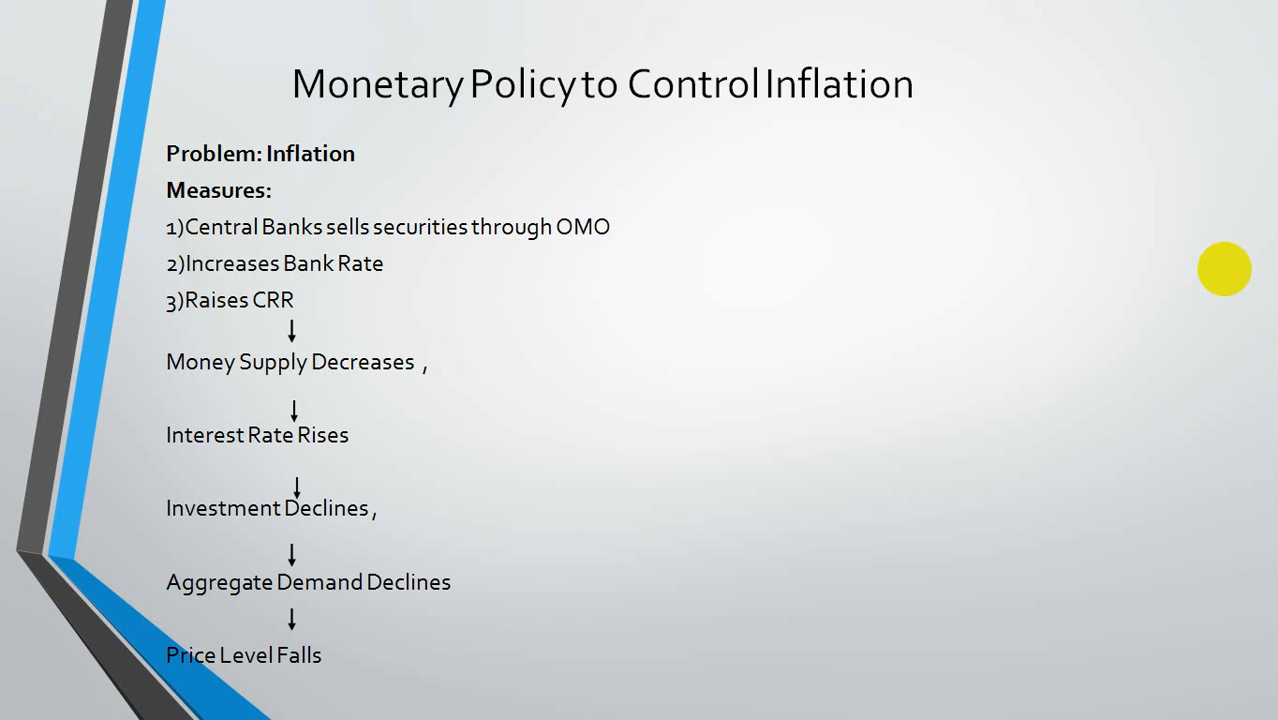 Monetary Policy to Control Inflation
Problem: Inflation
Measures:
1)Central Banks sells securities through OMO
2)Increases Bank Rate
3)Raises CRR
Money Supply Decreases ,
Interest Rate Rises
Investment Declines ,
Aggregate Demand Declines
Price Level Falls